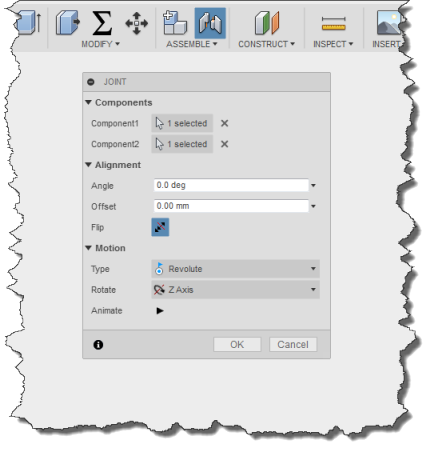 MODIFY ▾ ASSEMBLE ▾ CONSTRUCT ▾ INSPECT ▾ INSERT
JOINT
Components
Component1 1 selected
Component2 1 selected
Alignment
Angle 0.0 deg
Offset 0.00 mm
Flip
Motion
Type Revolute
Rotate Z Axis
Animate
OK Cancel